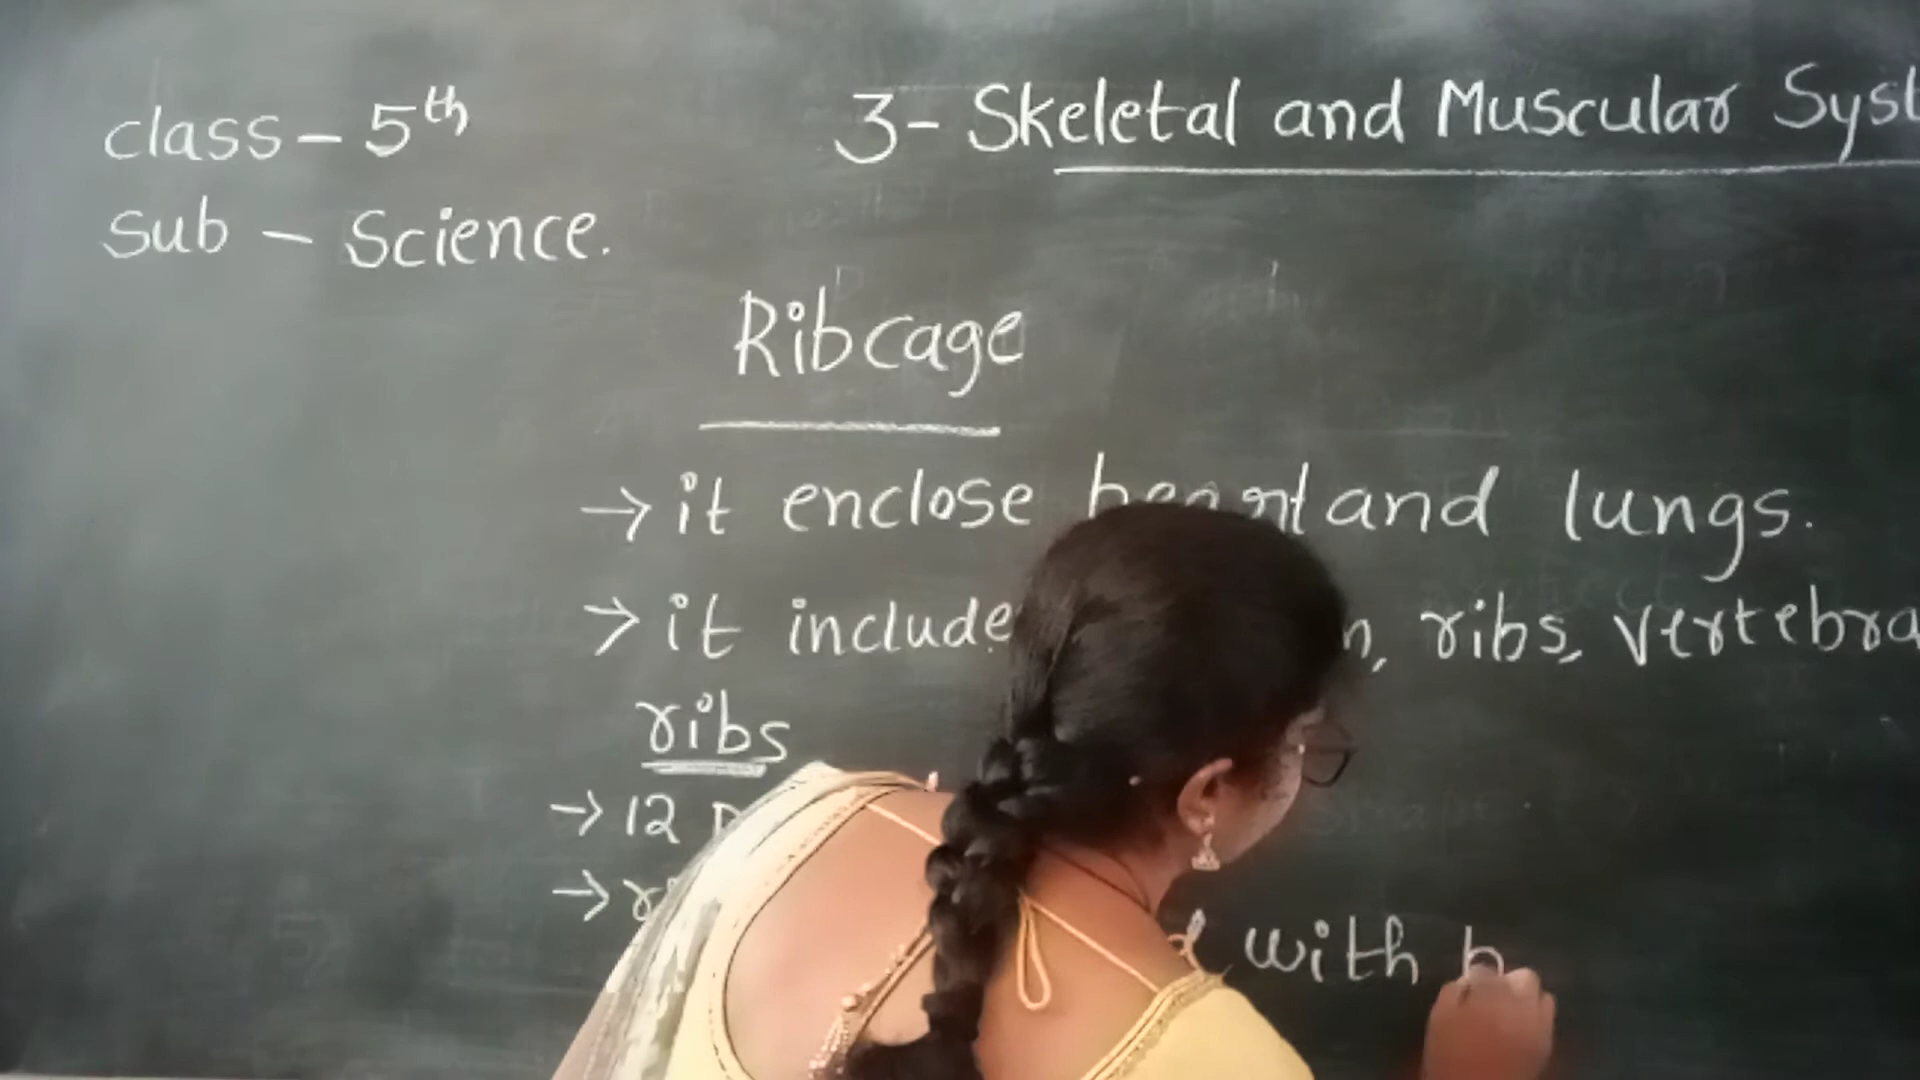 class - 5th
3 - Skeletal and Muscular Syst
sub - Science.
Ribcage
→ it enclose heart and lungs.
→ it include ribs, vertebra
ribs
→ 12
→
with